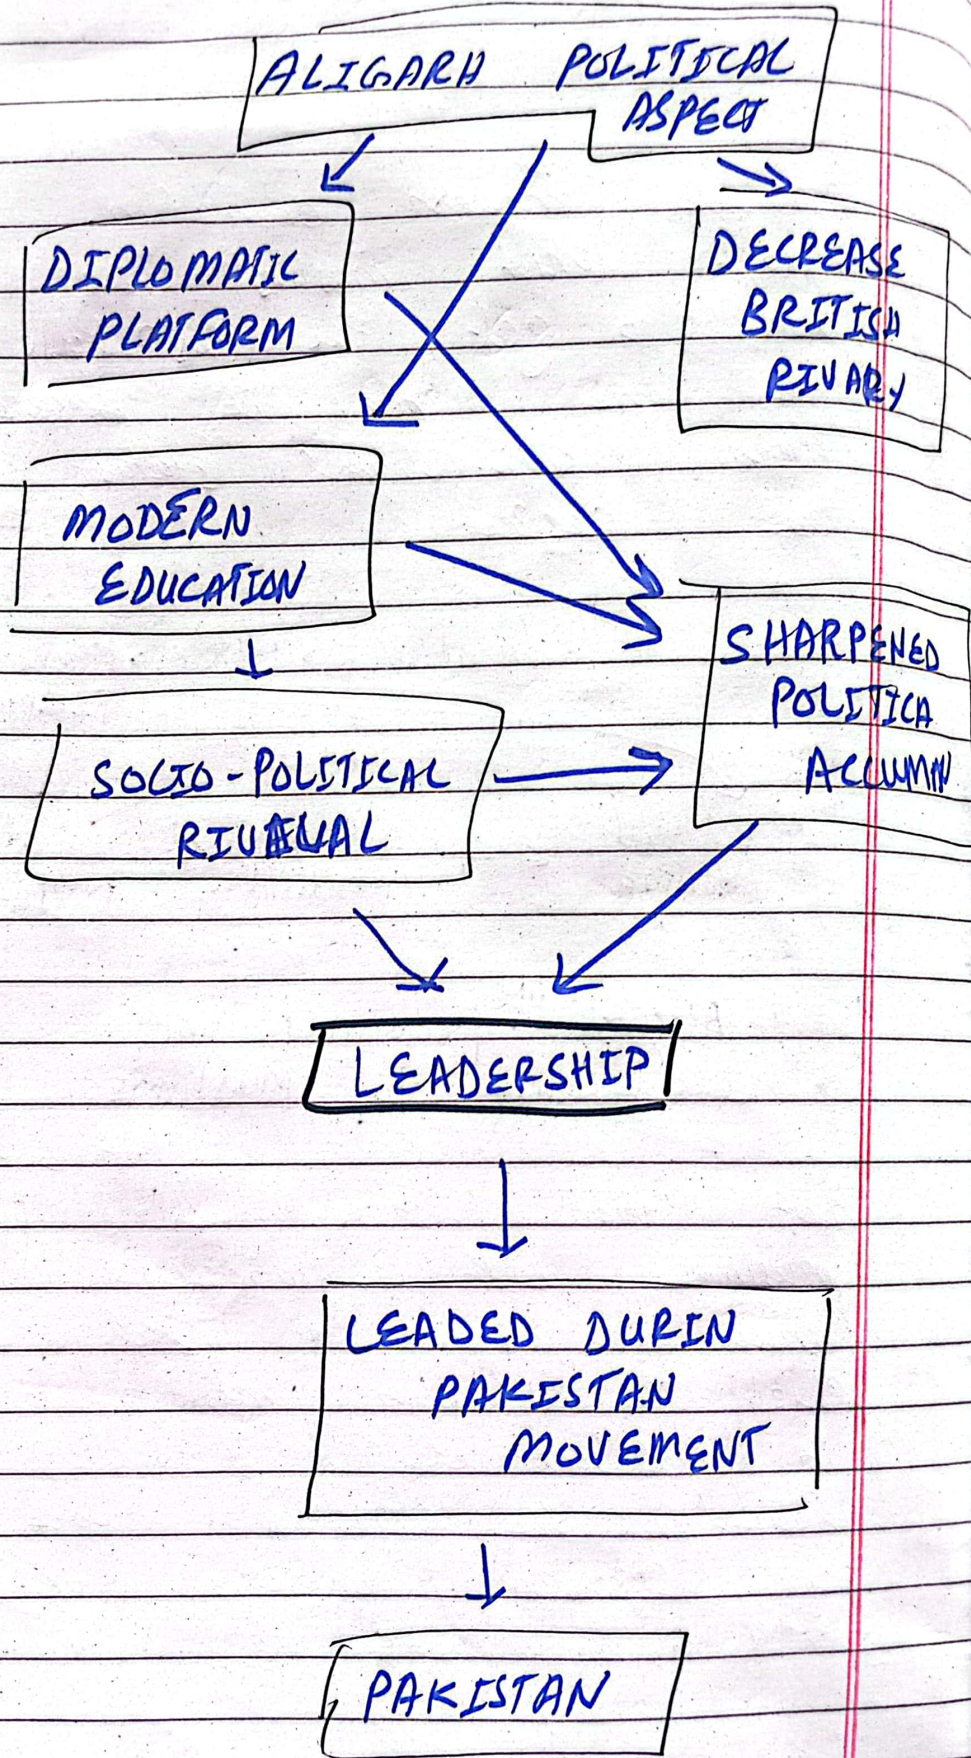 ALIGARH POLITICAL
ASPECT
DIPLOMATIC
PLATFORM
DECREASE
BRITISH
RIVARY
MODERN
EDUCATION
SHARPENED
POLITICA
ACCUMIN
SOCIO-POLITICAL
LEADERSHIP
LEADED DURIN
PAKISTAN
MOVEMENT
PAKISTAN